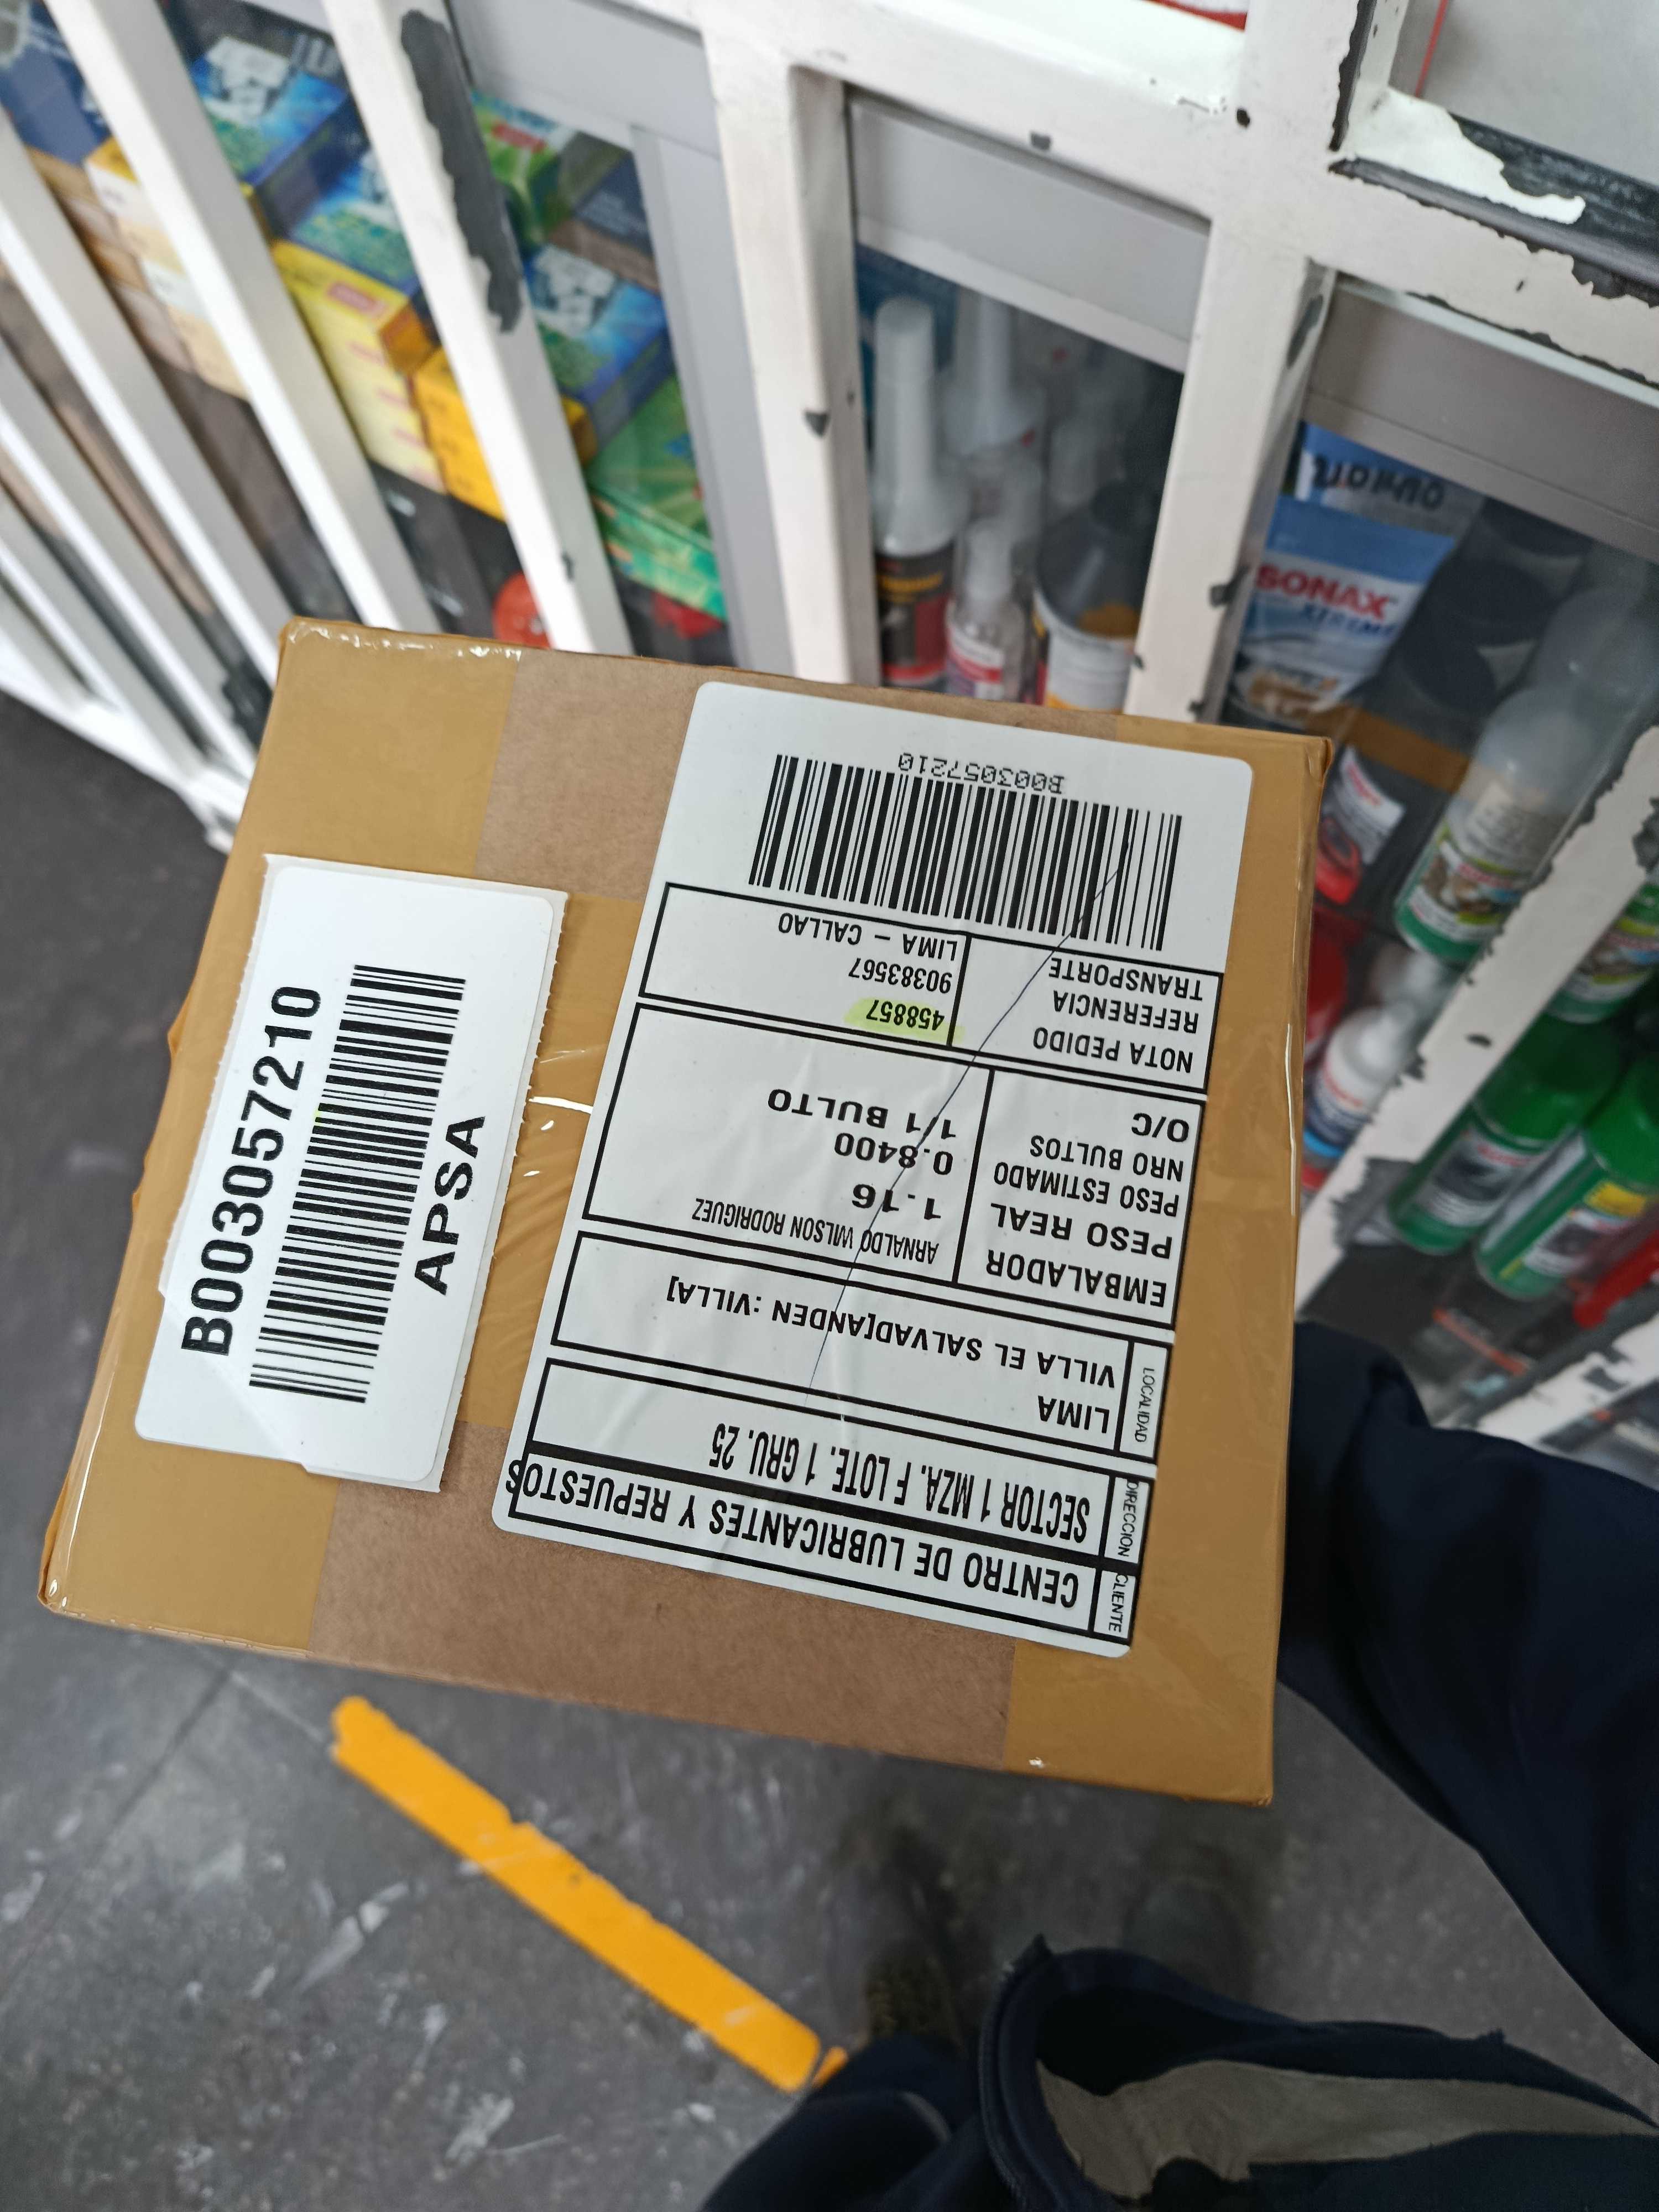 CENTRO DE LUBRICANTES Y REPUESTOS
CLIENTE
SECTOR 1 MZA. F LOTE. 1 GRU. 25
DIRECCION
LIMA
VILLA EL SALVAD[ANDEN : VILLA]
LOCALIDAD
EMBALADOR ARNALDO WILSON RODRIGUEZ
PESO REAL 1.16
PESO ESTIMADO 0.8400
NRO BULTOS 1/1 BULTO
O/C
NOTA PEDIDO 458857
REFERENCIA 90383567
TRANSPORTE LIMA - CALLAO
B003057210
B003057210
APSA
SONAX
XTREME